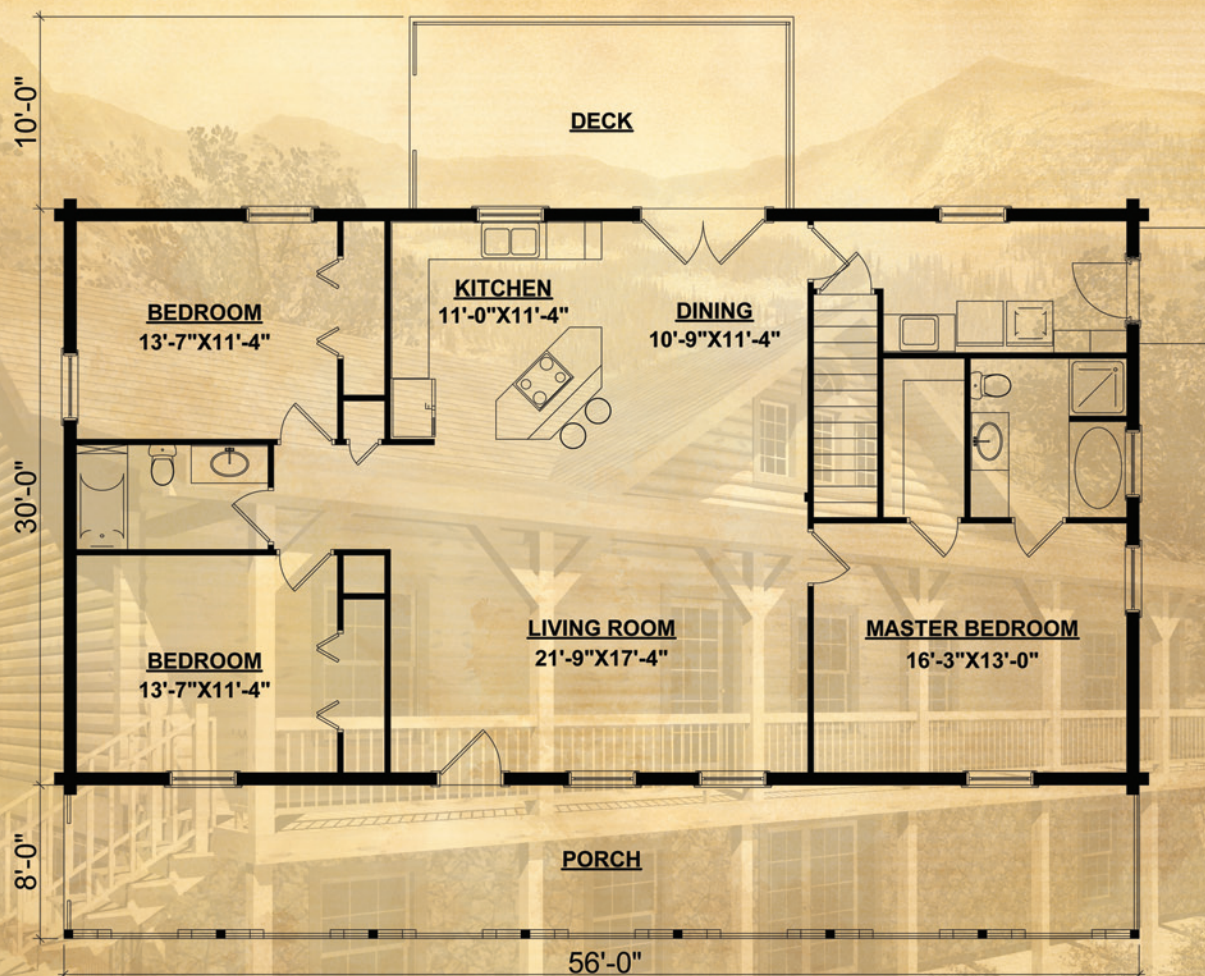 10'-0"
DECK
BEDROOM
13'-7"X11'-4"
KITCHEN
11'-0"X11'-4"
DINING
10'-9"X11'-4"
30'-0"
BEDROOM
13'-7"X11'-4"
LIVING ROOM
21'-9"X17'-4"
MASTER BEDROOM
16'-3"X13'-0"
8'-0"
PORCH
56'-0"